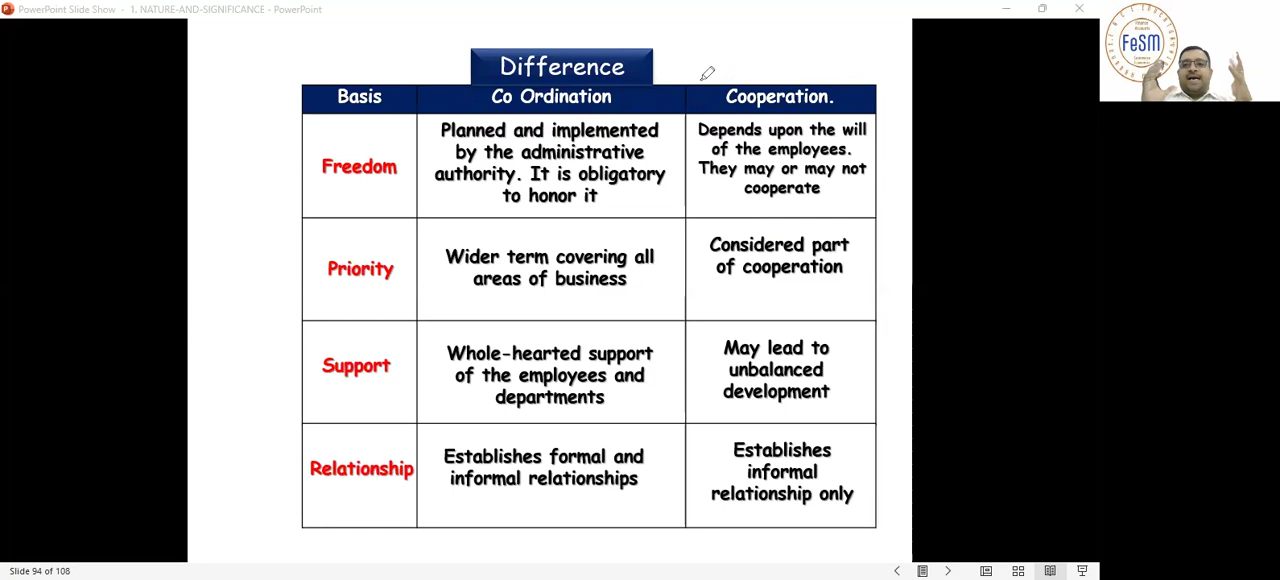 PowerPoint Slide Show - 1. NATURE-AND-SIGNIFICANCE - PowerPoint
FeSM
Difference
Basis
Co Ordination
Cooperation.
Freedom
Planned and implemented
by the administrative
authority. It is obligatory
to honor it
Depends upon the will
of the employees.
They may or may not
cooperate
Priority
Wider term covering all
areas of business
Considered part
of cooperation
Support
Whole-hearted support
of the employees and
departments
May lead to
unbalanced
development
Relationship
Establishes formal and
informal relationships
Establishes
informal
relationship only
Slide 94 of 108